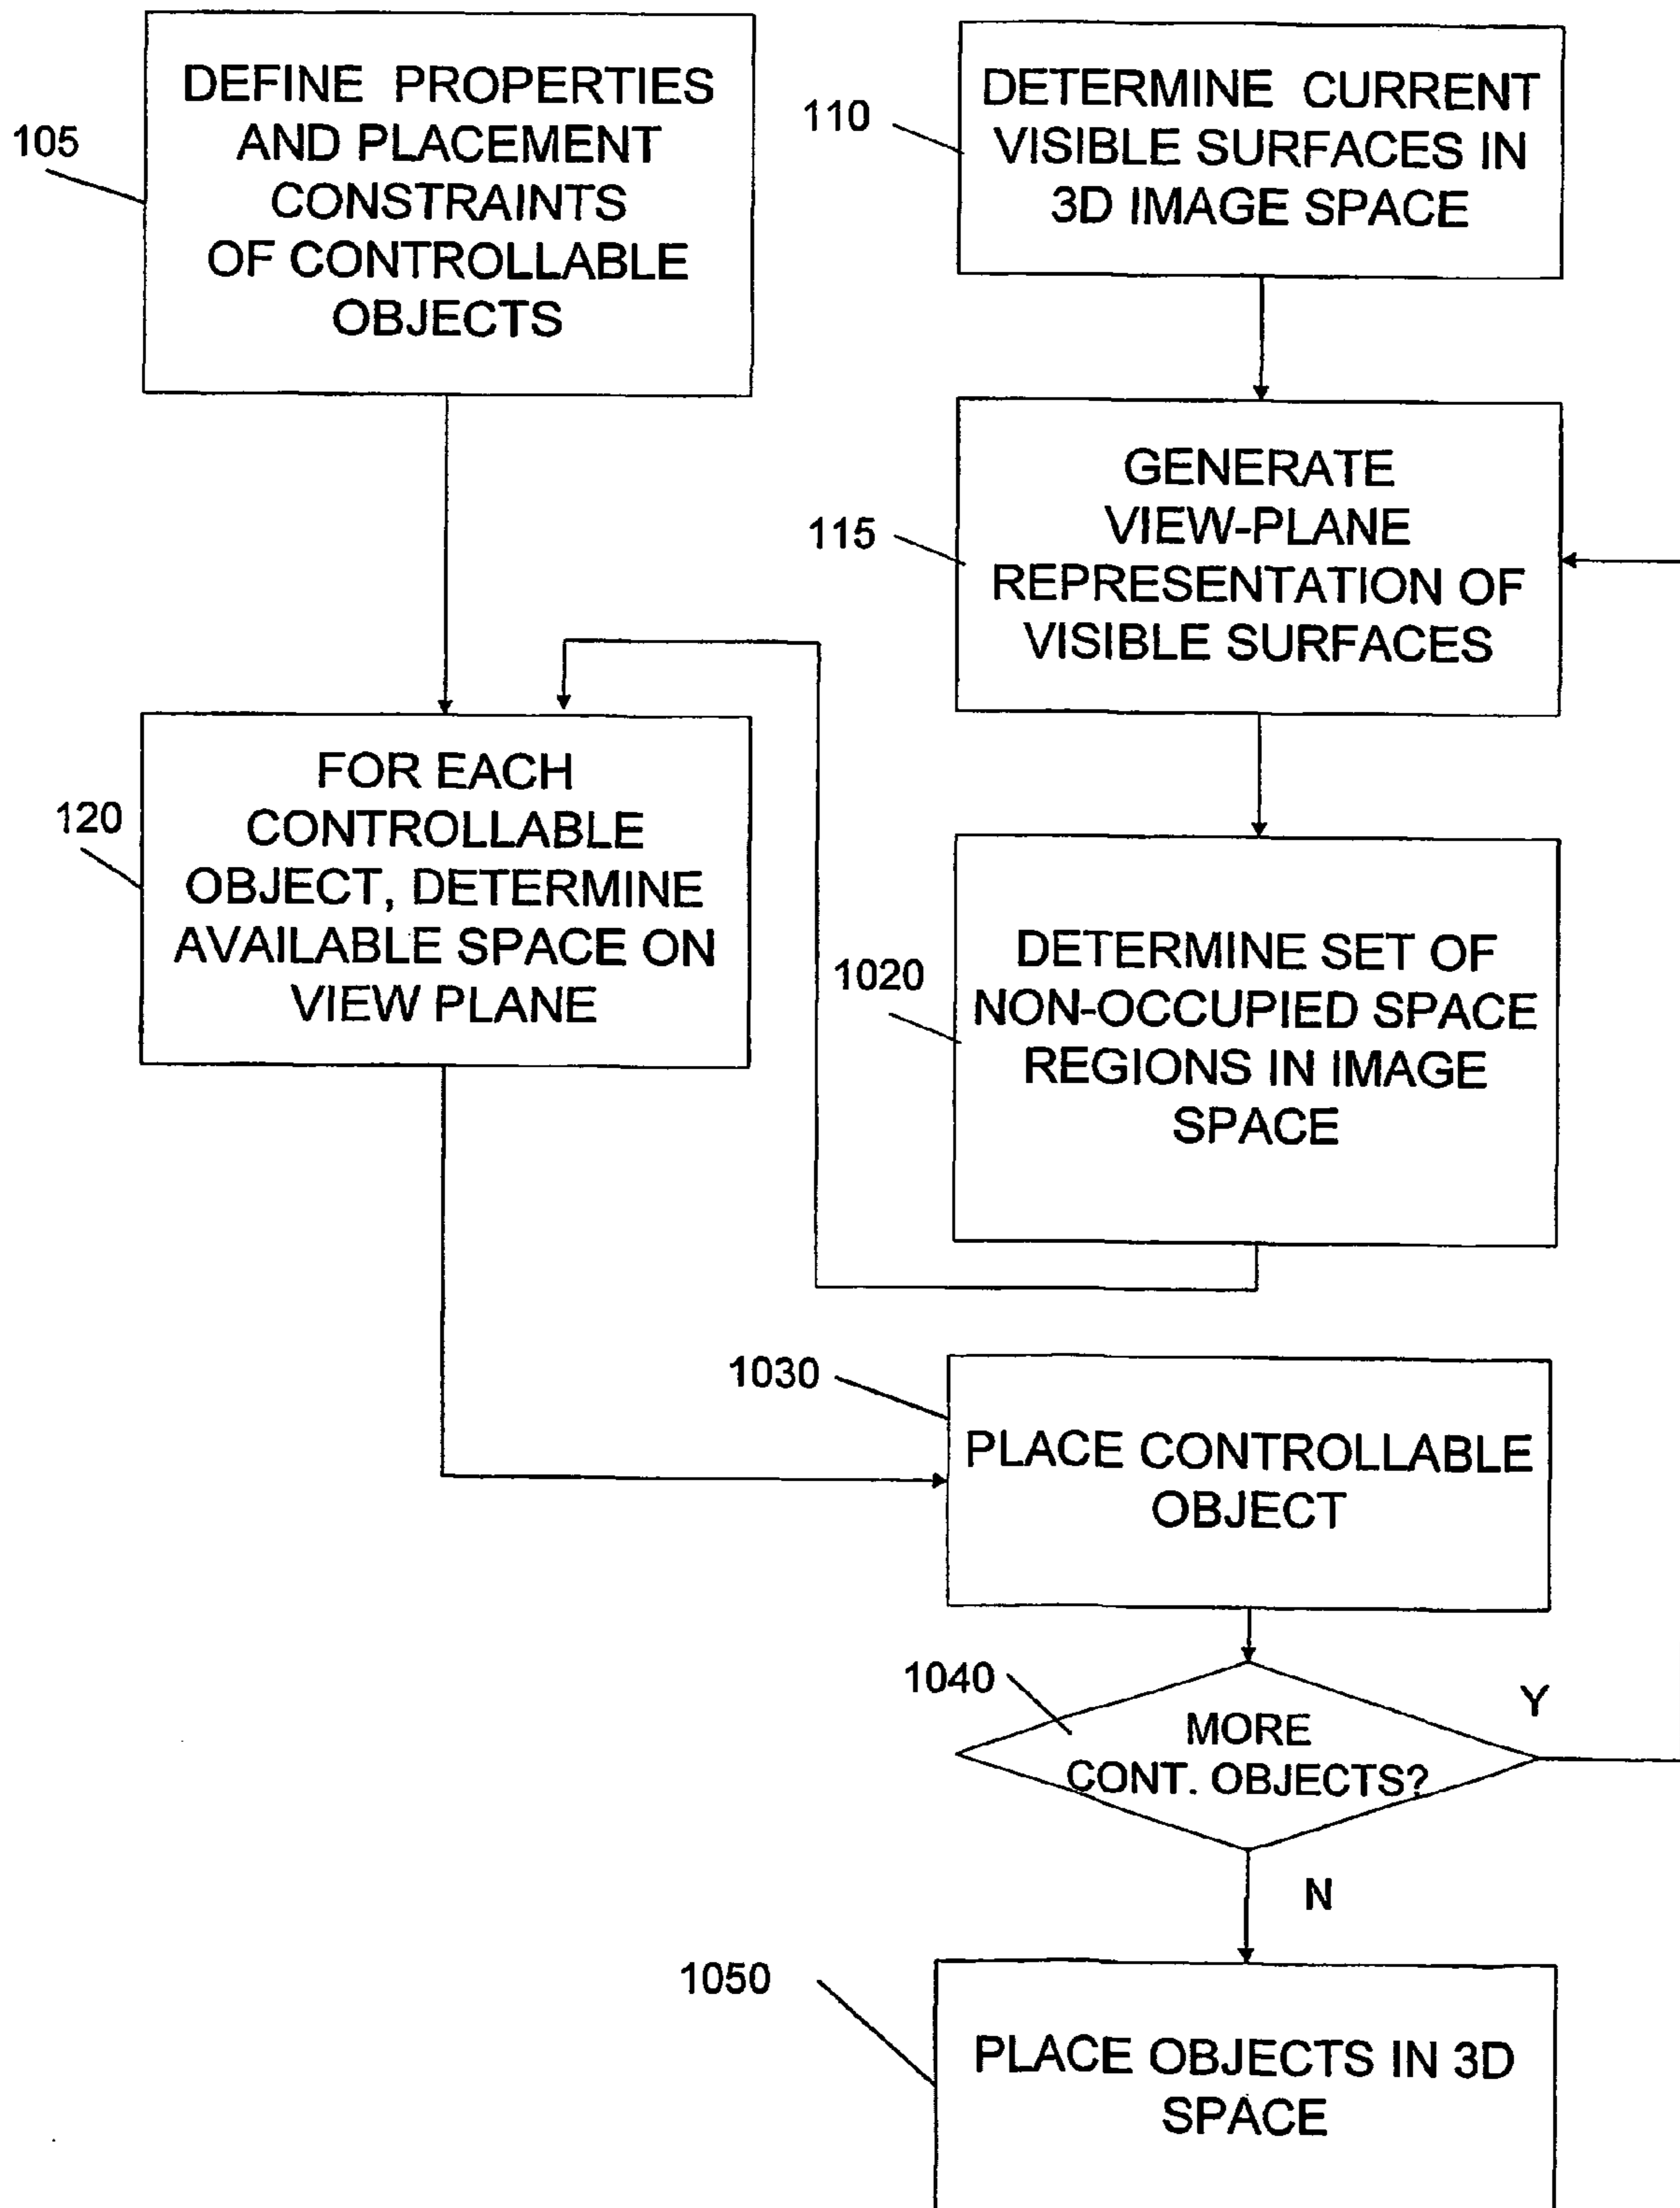 105
DEFINE PROPERTIES
AND PLACEMENT
CONSTRAINTS
OF CONTROLLABLE
OBJECTS
110
DETERMINE CURRENT
VISIBLE SURFACES IN
3D IMAGE SPACE
115
GENERATE
VIEW-PLANE
REPRESENTATION OF
VISIBLE SURFACES
120
FOR EACH
CONTROLLABLE
OBJECT, DETERMINE
AVAILABLE SPACE ON
VIEW PLANE
1020
DETERMINE SET OF
NON-OCCUPIED SPACE
REGIONS IN IMAGE
SPACE
1030
PLACE CONTROLLABLE
OBJECT
1040
MORE
CONT. OBJECTS?
Y
N
1050
PLACE OBJECTS IN 3D
SPACE